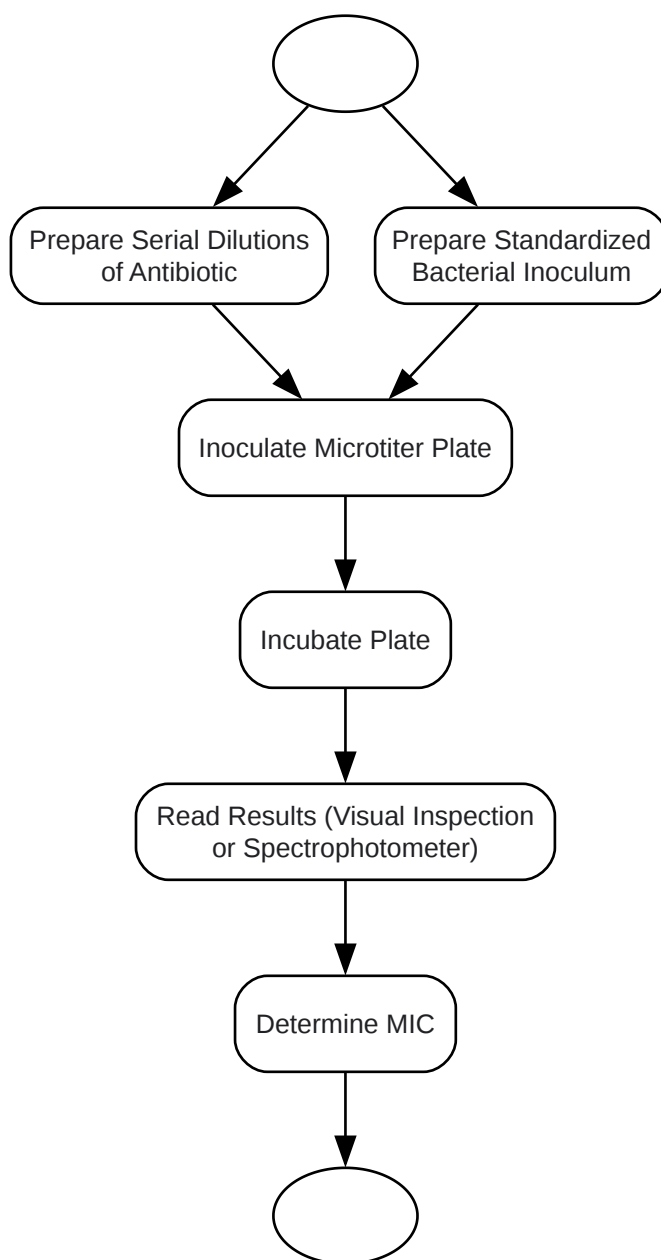 Prepare Serial Dilutions
of Antibiotic
Prepare Standardized
Bacterial Inoculum
Inoculate Microtiter Plate
Incubate Plate
Read Results (Visual Inspection
or Spectrophotometer)
Determine MIC